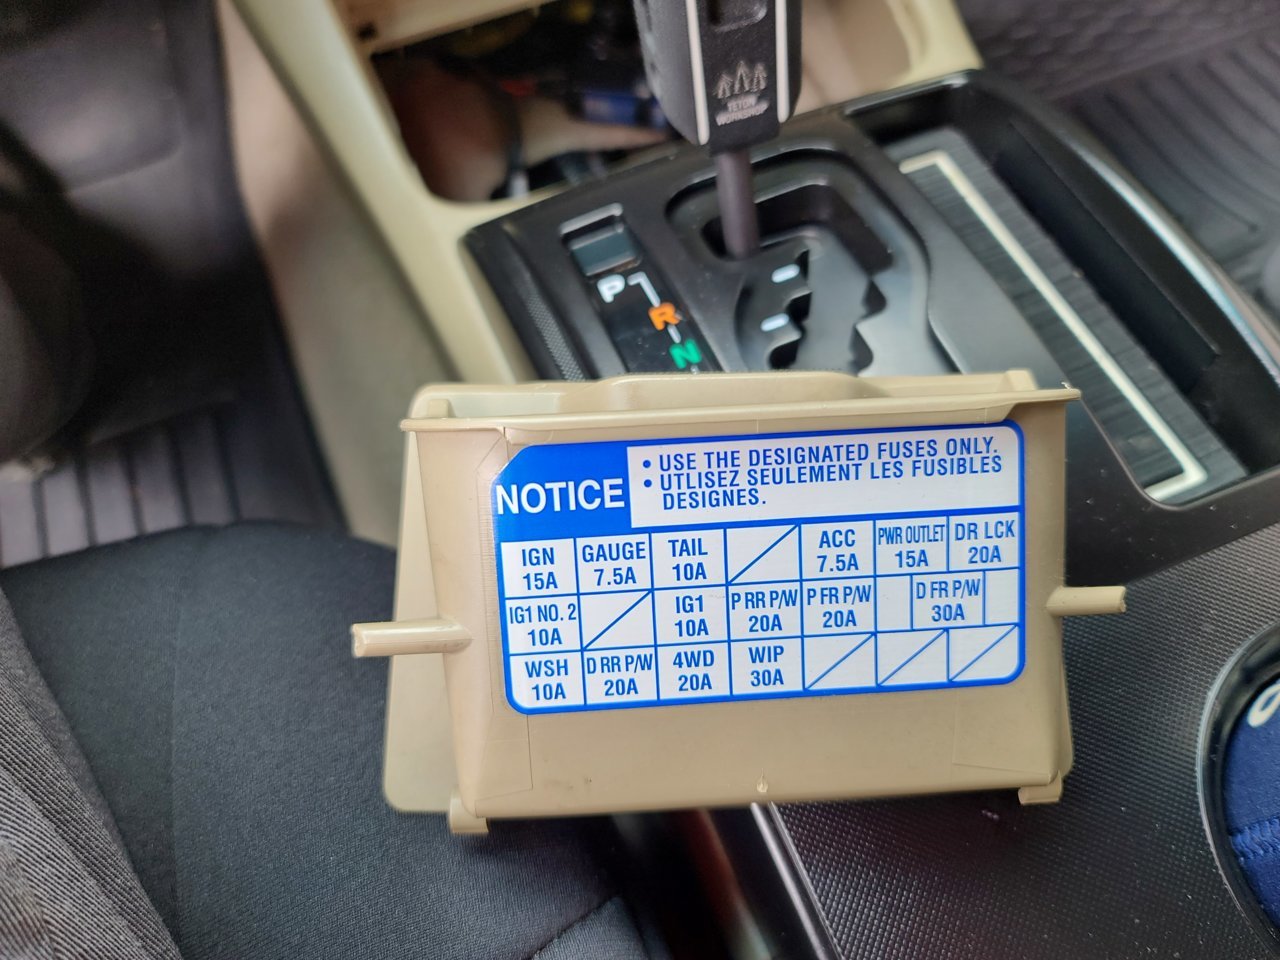 TETON
WORKSHOP
P
R
N
NOTICE
• USE THE DESIGNATED FUSES ONLY.
• UTLISEZ SEULEMENT LES FUSIBLES
DESIGNES.
IGN GAUGE TAIL ACC PWR OUTLET DR LCK
15A 7.5A 10A 7.5A 15A 20A
IG1 NO. 2 IG1 P RR P/W P FR P/W D FR P/W
10A 10A 20A 20A 30A
WSH D RR P/W 4WD WIP
10A 20A 20A 30A